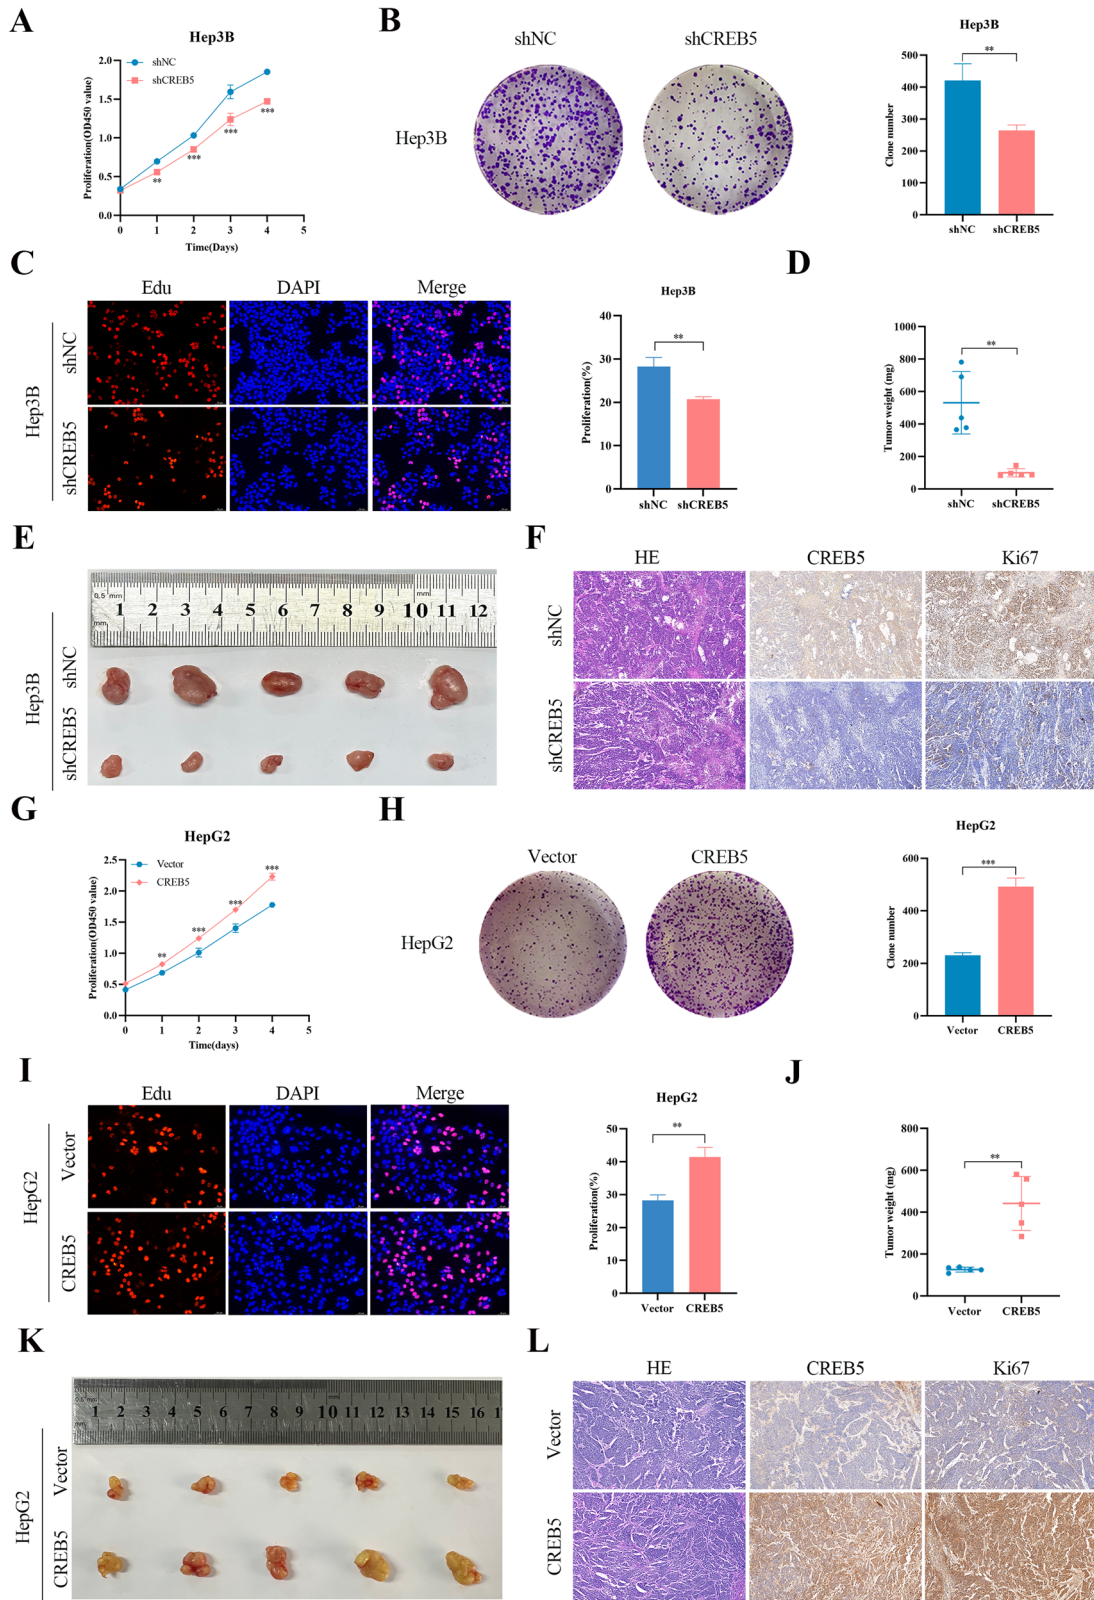 A
Hep3B
shNC
shCREB5
Proliferation(OD450 value)
2.0
1.5
1.0
0.5
0.0
**
***
***
***
0 1 2 3 4 5
Time(Days)
B
shNC shCREB5
Hep3B
Hep3B
Clone number
500
400
300
200
100
0
**
shNC shCREB5
C
Edu DAPI Merge
Hep3B
shNC
shCREB5
Hep3B
Proliferation(%)
40
30
20
10
0
**
shNC shCREB5
D
Tumor weight (mg)
1000
800
600
400
200
0
**
shNC shCREB5
E
Hep3B
shNC
shCREB5
0.5 mm
1 2 3 4 5 6 7 8 9 10 11 12
mm
F
HE CREB5 Ki67
shNC
shCREB5
G
HepG2
Vector
CREB5
Proliferation(OD450 value)
2.5
2.0
1.5
1.0
0.5
0.0
**
***
***
***
0 1 2 3 4 5
Time(days)
H
Vector CREB5
HepG2
HepG2
Clone number
600
400
200
0
***
Vector CREB5
I
Edu DAPI Merge
HepG2
Vector
CREB5
HepG2
Proliferation(%)
50
40
30
20
10
0
**
Vector CREB5
J
Tumor weight (mg)
800
600
400
200
0
**
Vector CREB5
K
HepG2
Vector
CREB5
0.5 mm
1 2 3 4 5 6 7 8 9 10 11 12 13 14 15 16
mm
L
HE CREB5 Ki67
Vector
CREB5